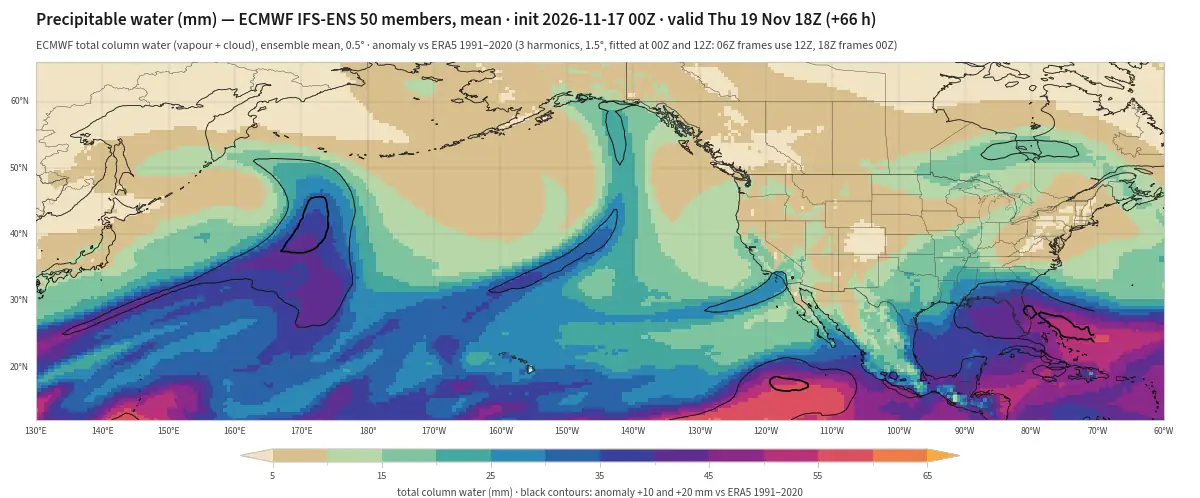 Precipitable water (mm) — ECMWF IFS-ENS 50 members, mean · init 2026-11-17 00Z · valid Thu 19 Nov 18Z (+66 h)
ECMWF total column water (vapour + cloud), ensemble mean, 0.5° · anomaly vs ERA5 1991–2020 (3 harmonics, 1.5°, fitted at 00Z and 12Z: 06Z frames use 12Z, 18Z frames 00Z)
60°N
50°N
40°N
30°N
20°N
130°E 140°E 150°E 160°E 170°E 180° 170°W 160°W 150°W 140°W 130°W 120°W 110°W 100°W 90°W 80°W 70°W 60°W
5 15 25 35 45 55 65
total column water (mm) · black contours: anomaly +10 and +20 mm vs ERA5 1991–2020